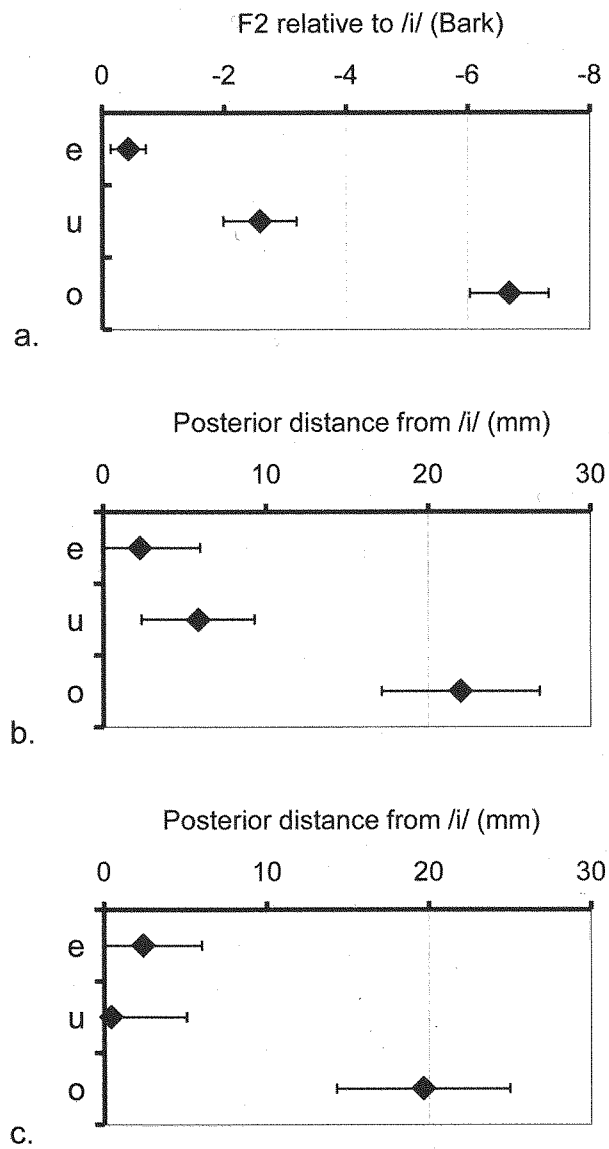 F2 relative to /i/ (Bark)
0 -2 -4 -6 -8
e
u
o
a.
Posterior distance from /i/ (mm)
0 10 20 30
e
u
o
b.
Posterior distance from /i/ (mm)
0 10 20 30
e
u
o
c.